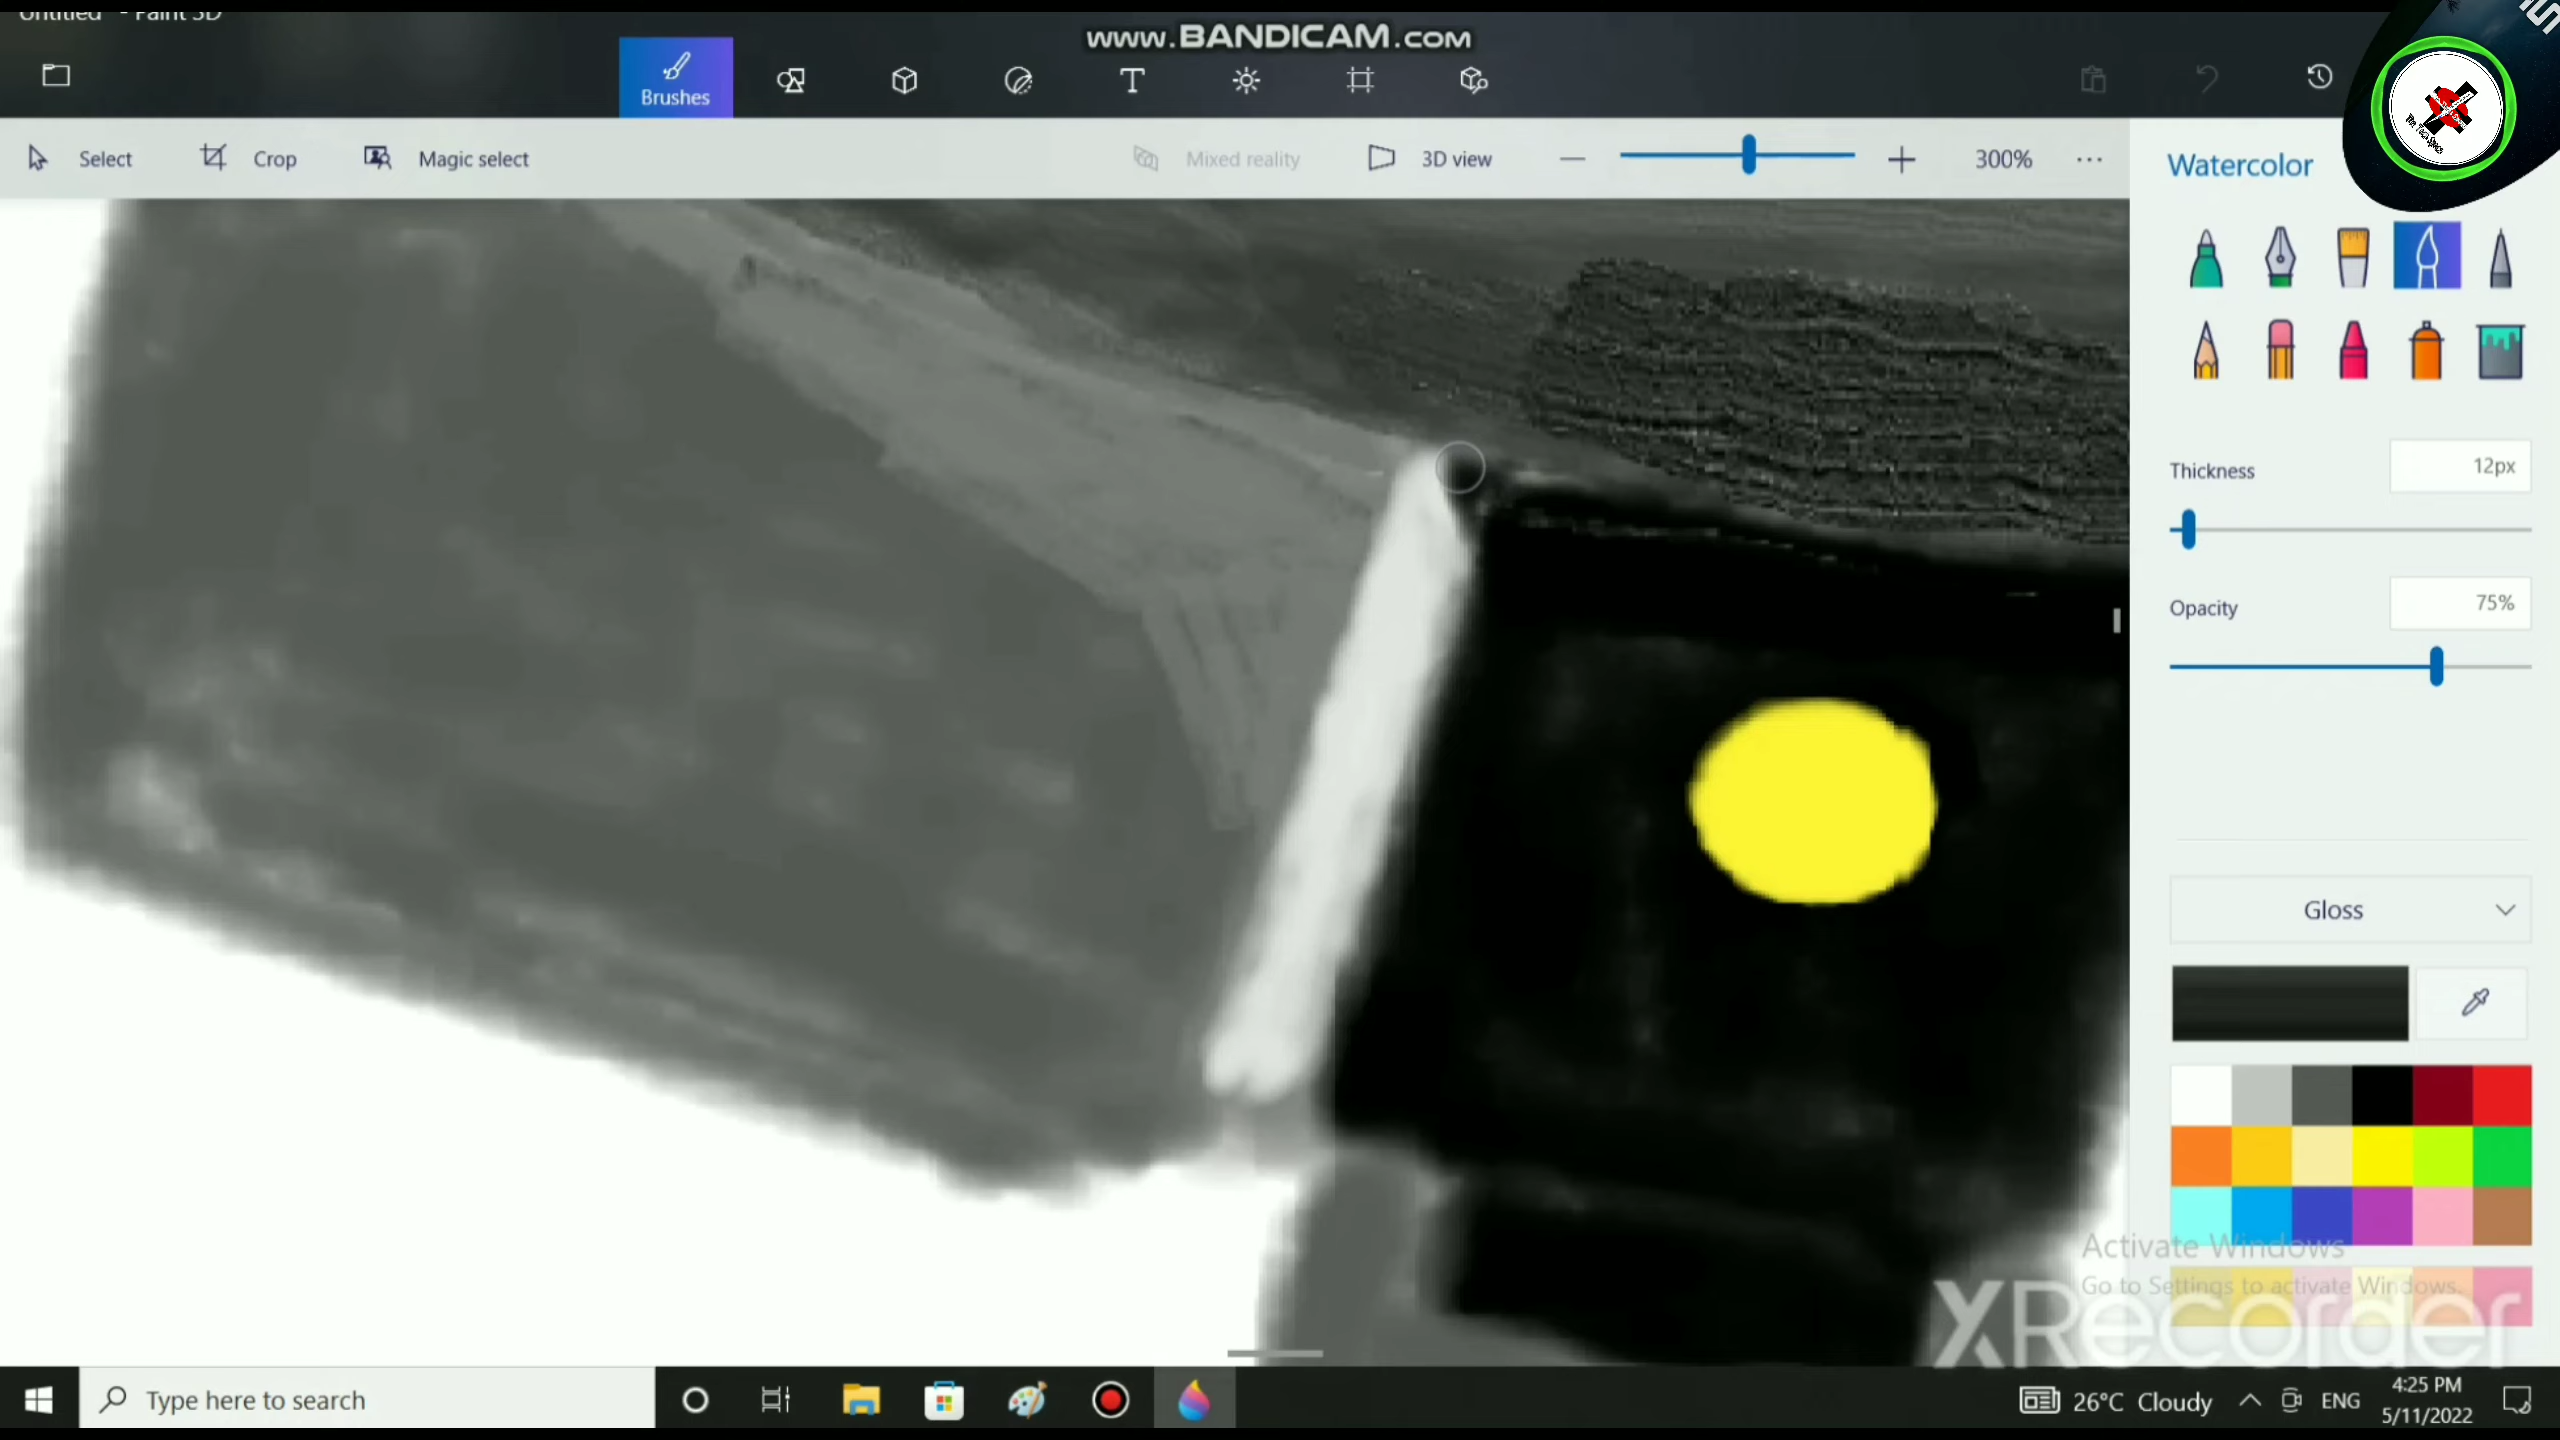 Untitled - Paint 3D
www.BANDICAM.com
Brushes
Select Crop Magic select Mixed reality 3D view 300%
Watercolor
Thickness 12px
Opacity 75%
Gloss
Activate Windows
Go to Settings to activate Windows.
XRecorder
Type here to search
26°C Cloudy ENG
4:25 PM
5/11/2022